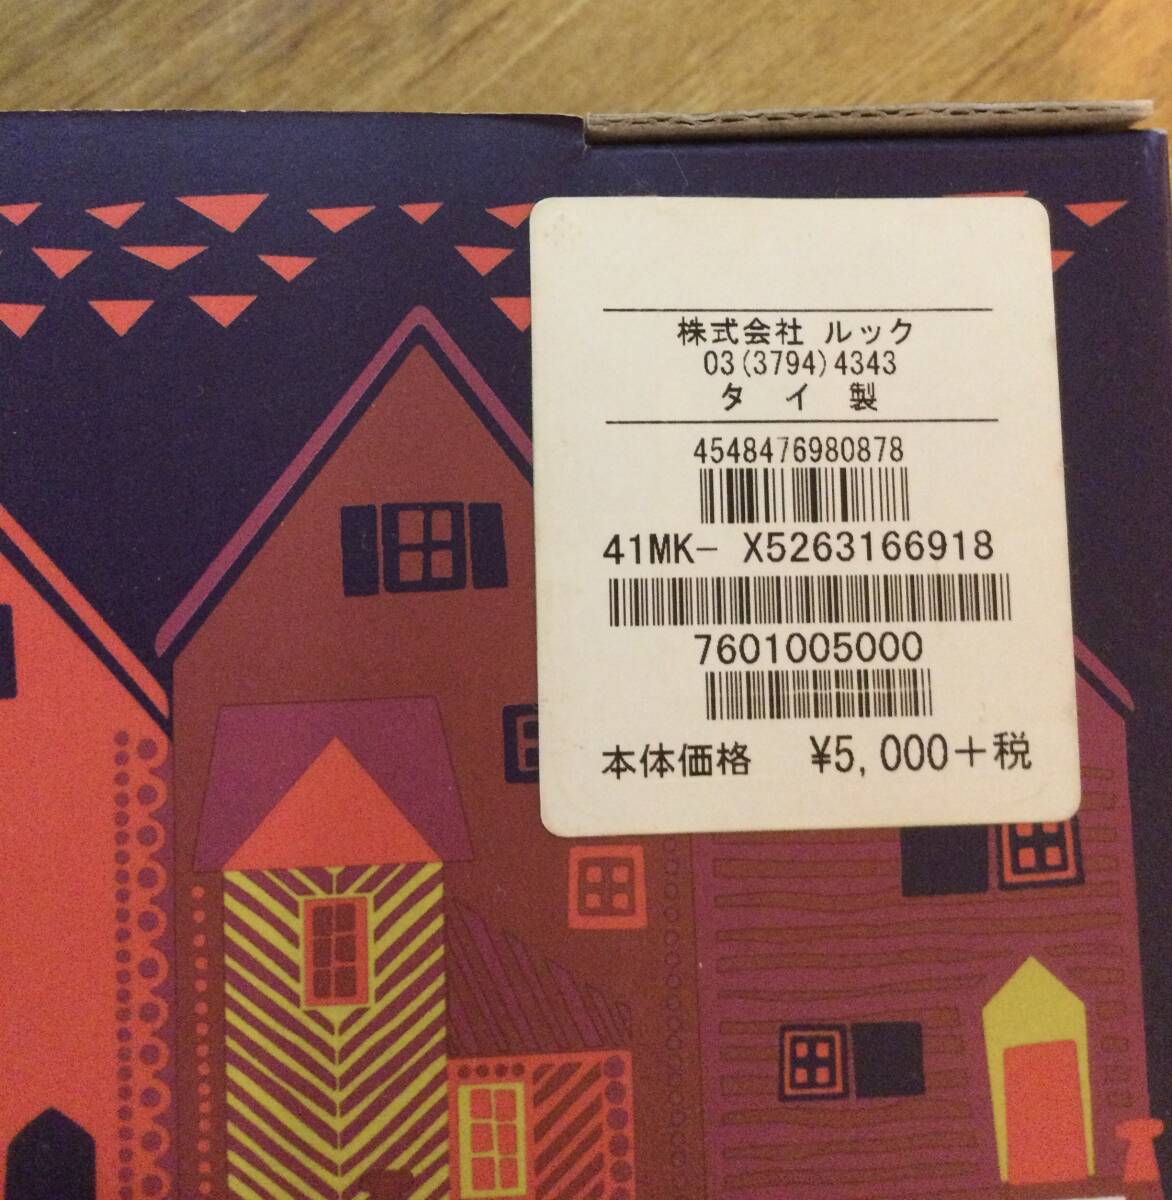 株式会社 ルック
03(3794)4343
タイ製
4548476980878
41MK- X5263166918
7601005000
本体価格 ¥5,000+税